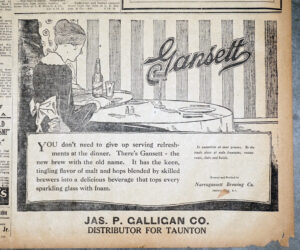 Gansett
YOU don't need to give up serving refresh-
ments at the dinner. There's Gansett - the
new brew with the old name. It has the keen,
tingling flavor of malt and hops blended by skilled
brewers into a delicious beverage that tops every
sparkling glass with foam.
Narragansett Brewing Co.
JAS. P. GALLIGAN CO.
DISTRIBUTOR FOR TAUNTON